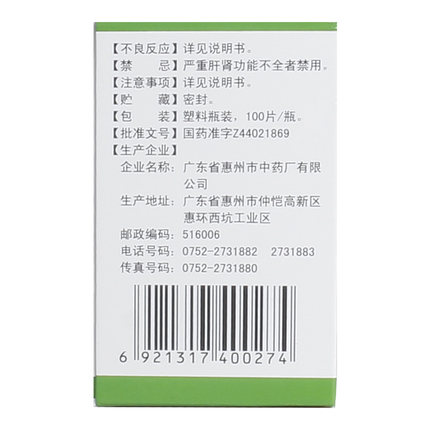 【不良反应】详见说明书。
【禁　　忌】严重肝肾功能不全者禁用。
【注意事项】详见说明书。
【贮　　藏】密封。
【包　　装】塑料瓶装，100片/瓶。
【批准文号】国药准字Z44021869
【生产企业】
企业名称：广东省惠州市中药厂有限
公司
生产地址：广东省惠州市仲恺高新区
惠环西坑工业区
邮政编码：516006
电话号码：0752-2731882　2731883
传真号码：0752-2731880
6 921317 400274